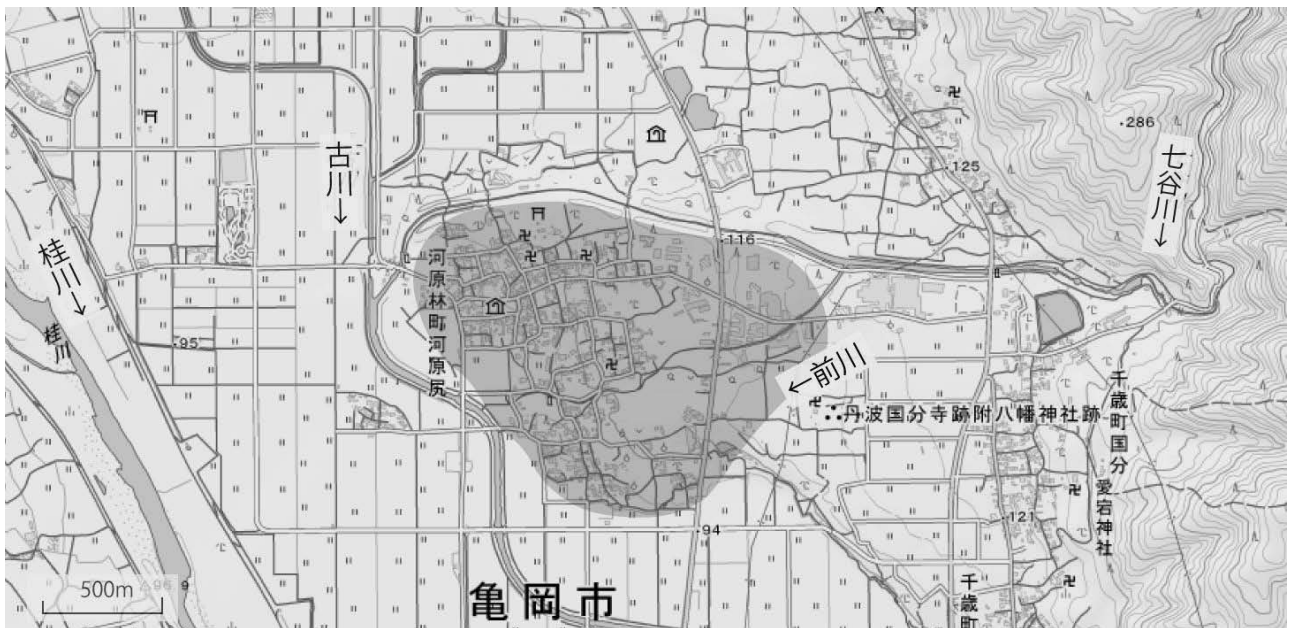 286
125
七谷川→
古川→
桂川→
116
河原林町河原尻
桂川
95
←前川
丹波国分寺跡附八幡神社跡
千歳町国分
愛宕神社
121
94
千歳町
500m
96.9
亀岡市